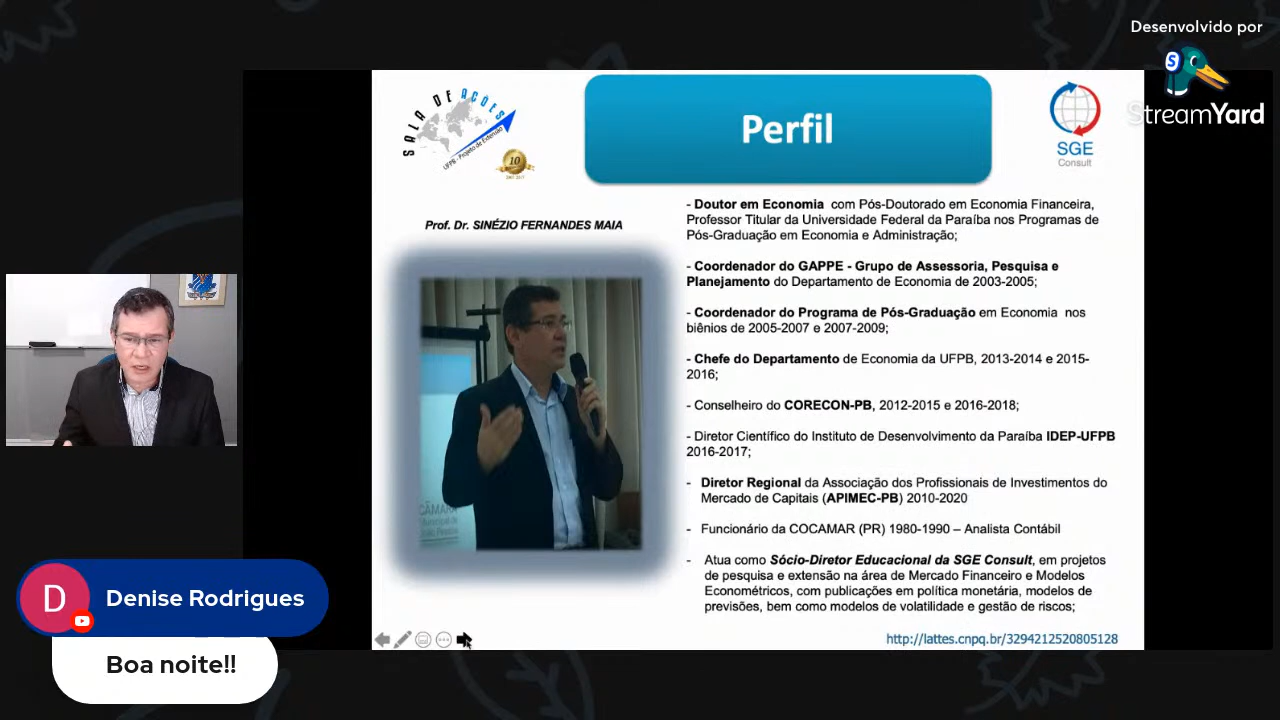 Desenvolvido por
StreamYard
SALA DE AÇÕES
UFPB - Projeto de Extensão
10
Perfil
SGE
Consult
Prof. Dr. SINÉZIO FERNANDES MAIA
- Doutor em Economia com Pós-Doutorado em Economia Financeira,
Professor Titular da Universidade Federal da Paraíba nos Programas de
Pós-Graduação em Economia e Administração;
- Coordenador do GAPPE - Grupo de Assessoria, Pesquisa e
Planejamento do Departamento de Economia de 2003-2005;
- Coordenador do Programa de Pós-Graduação em Economia nos
biênios de 2005-2007 e 2007-2009;
- Chefe do Departamento de Economia da UFPB, 2013-2014 e 2015-
2016;
- Conselheiro do CORECON-PB, 2012-2015 e 2016-2018;
- Diretor Científico do Instituto de Desenvolvimento da Paraíba IDEP-UFPB
2016-2017;
- Diretor Regional da Associação dos Profissionais de Investimentos do
Mercado de Capitais (APIMEC-PB) 2010-2020
- Funcionário da COCAMAR (PR) 1980-1990 – Analista Contábil
- Atua como Sócio-Diretor Educacional da SGE Consult, em projetos
de pesquisa e extensão na área de Mercado Financeiro e Modelos
Econométricos, com publicações em política monetária, modelos de
previsões, bem como modelos de volatilidade e gestão de riscos;
http://lattes.cnpq.br/3294212520805128
D
Denise Rodrigues
Boa noite!!